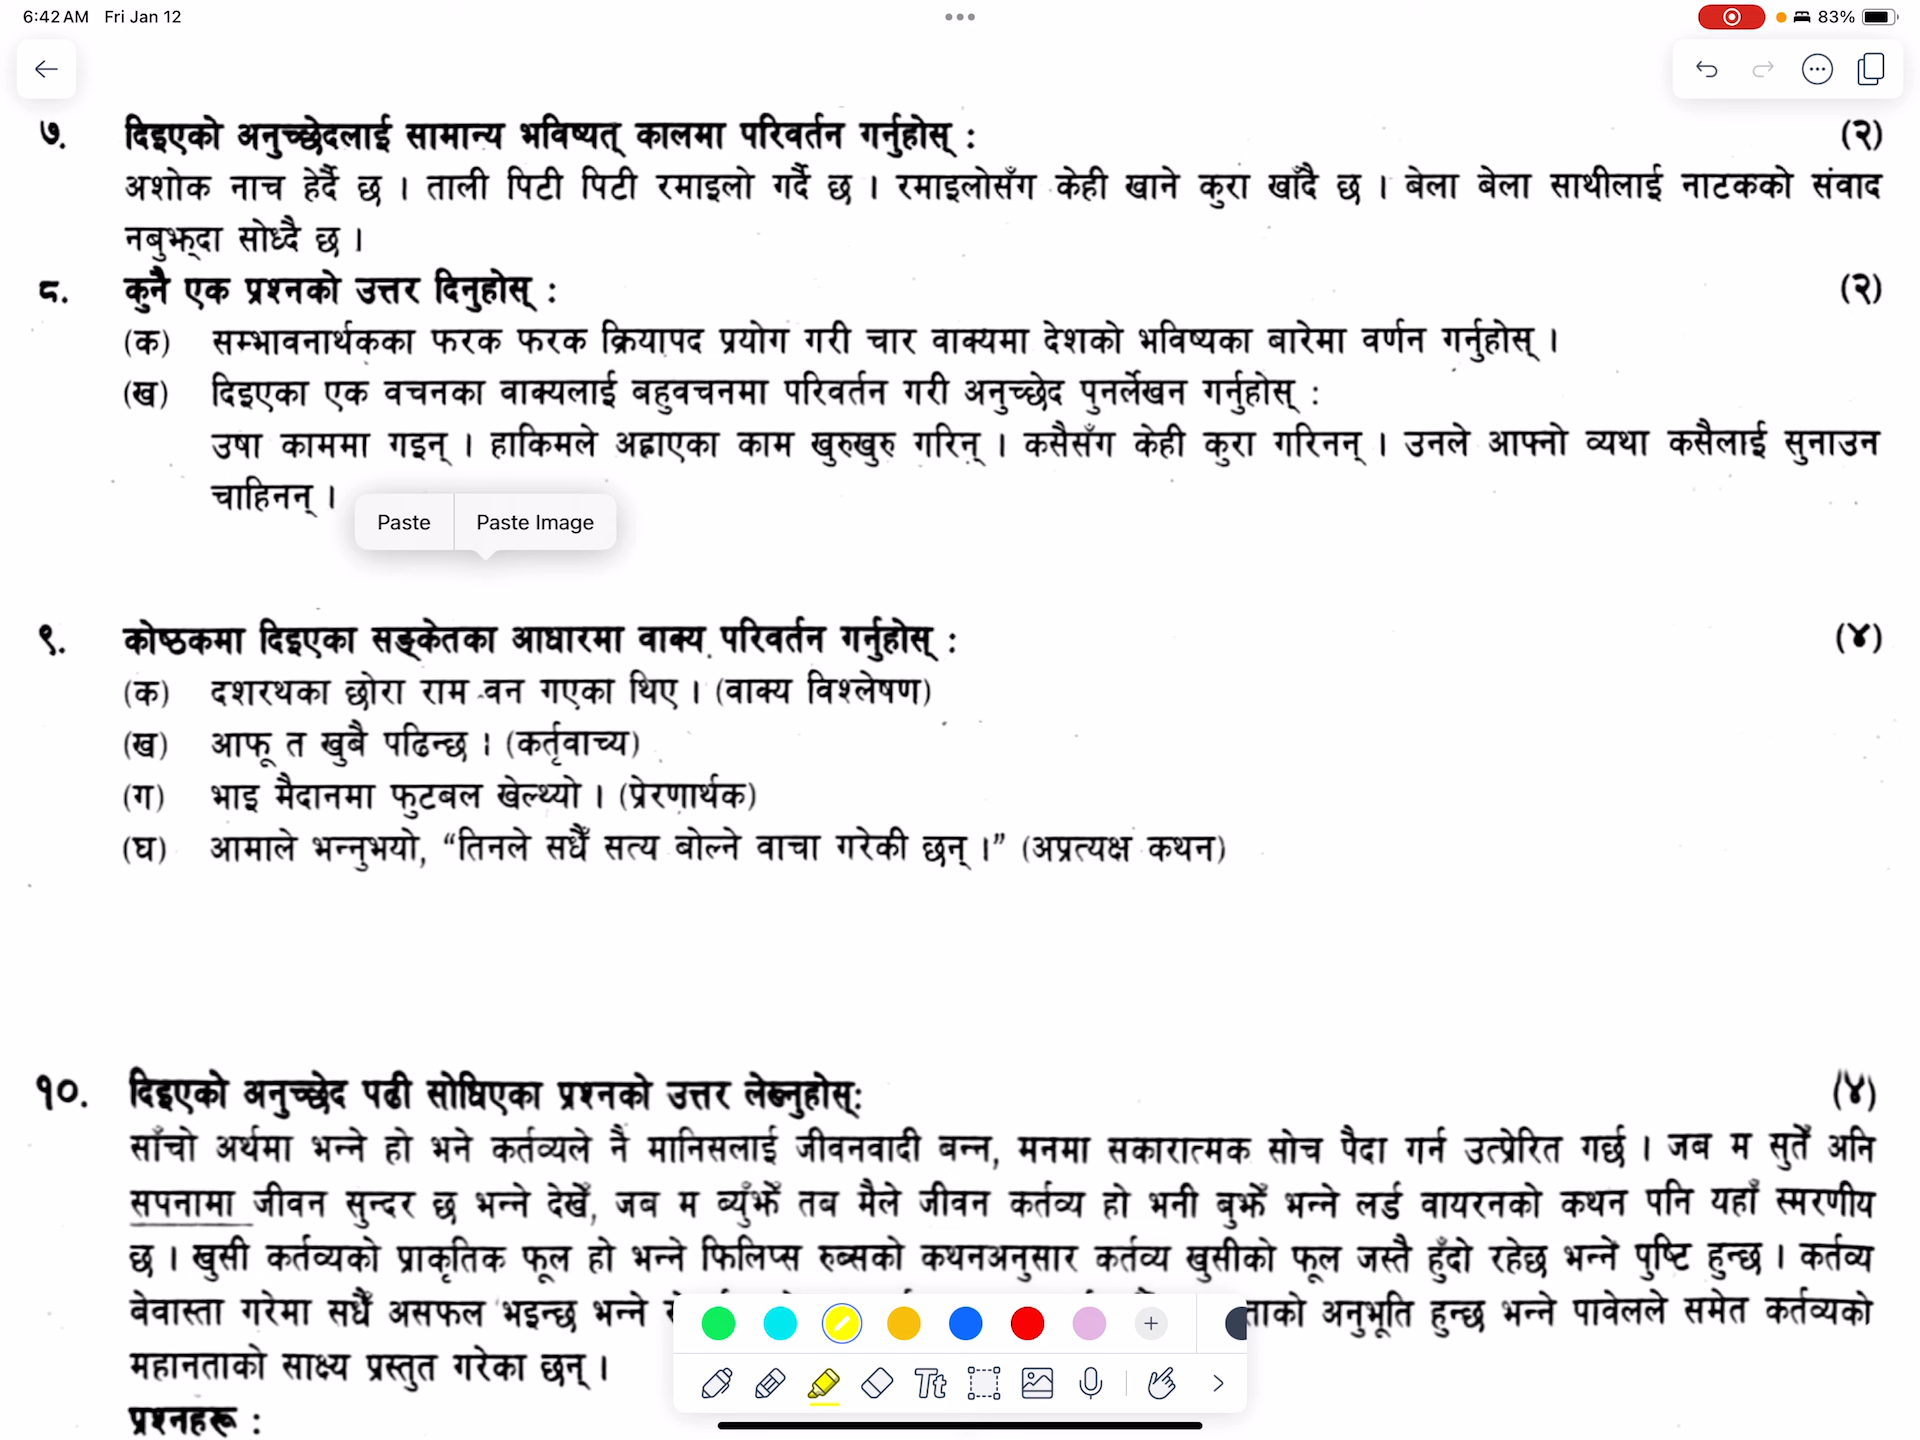 6:42 AM Fri Jan 12
83%
७. दिइएको अनुच्छेदलाई सामान्य भविष्यत् कालमा परिवर्तन गर्नुहोस् : (२)
अशोक नाच हेर्दै छ । ताली पिटी पिटी रमाइलो गर्दै छ । रमाइलोसँग केही खाने कुरा खाँदै छ । बेला बेला साथीलाई नाटकको संवाद
नबुझ्दा सोध्दै छ ।
८. कुनै एक प्रश्नको उत्तर दिनुहोस् : (२)
(क) सम्भावनार्थकका फरक फरक क्रियापद प्रयोग गरी चार वाक्यमा देशको भविष्यका बारेमा वर्णन गर्नुहोस् ।
(ख) दिइएका एक वचनका वाक्यलाई बहुवचनमा परिवर्तन गरी अनुच्छेद पुनर्लेखन गर्नुहोस् :
उषा काममा गइन् । हाकिमले अह्राएका काम खुरुखुरु गरिन् । कसैसँग केही कुरा गरिनन् । उनले आफ्नो व्यथा कसैलाई सुनाउन
चाहिनन् ।
Paste Paste Image
९. कोष्ठकमा दिइएका सङ्केतका आधारमा वाक्य परिवर्तन गर्नुहोस् : (४)
(क) दशरथका छोरा राम वन गएका थिए । (वाक्य विश्लेषण)
(ख) आफू त खुबै पढिन्छ । (कर्तृवाच्य)
(ग) भाइ मैदानमा फुटबल खेल्थ्यो । (प्रेरणार्थक)
(घ) आमाले भन्नुभयो, “तिनले सधैँ सत्य बोल्ने वाचा गरेकी छन् ।” (अप्रत्यक्ष कथन)
१०. दिइएको अनुच्छेद पढी सोधिएका प्रश्नको उत्तर लेख्नुहोस्: (४)
साँचो अर्थमा भन्ने हो भने कर्तव्यले नै मानिसलाई जीवनवादी बन्न, मनमा सकारात्मक सोच पैदा गर्न उत्प्रेरित गर्छ । जब म सुतेँ अनि
सपनामा जीवन सुन्दर छ भन्ने देखेँ, जब म ब्युँझेँ तब मैले जीवन कर्तव्य हो भनी बुझेँ भन्ने लर्ड वायरनको कथन पनि यहाँ स्मरणीय
छ । खुसी कर्तव्यको प्राकृतिक फूल हो भन्ने फिलिप्स रुब्सको कथनअनुसार कर्तव्य खुसीको फूल जस्तै हुँदो रहेछ भन्ने पुष्टि हुन्छ । कर्तव्य
वेवास्ता गरेमा सधैँ असफल भइन्छ भन्ने ताको अनुभूति हुन्छ भन्ने पावेलले समेत कर्तव्यको
महानताको साक्ष्य प्रस्तुत गरेका छन् ।
प्रश्नहरू :
Tt